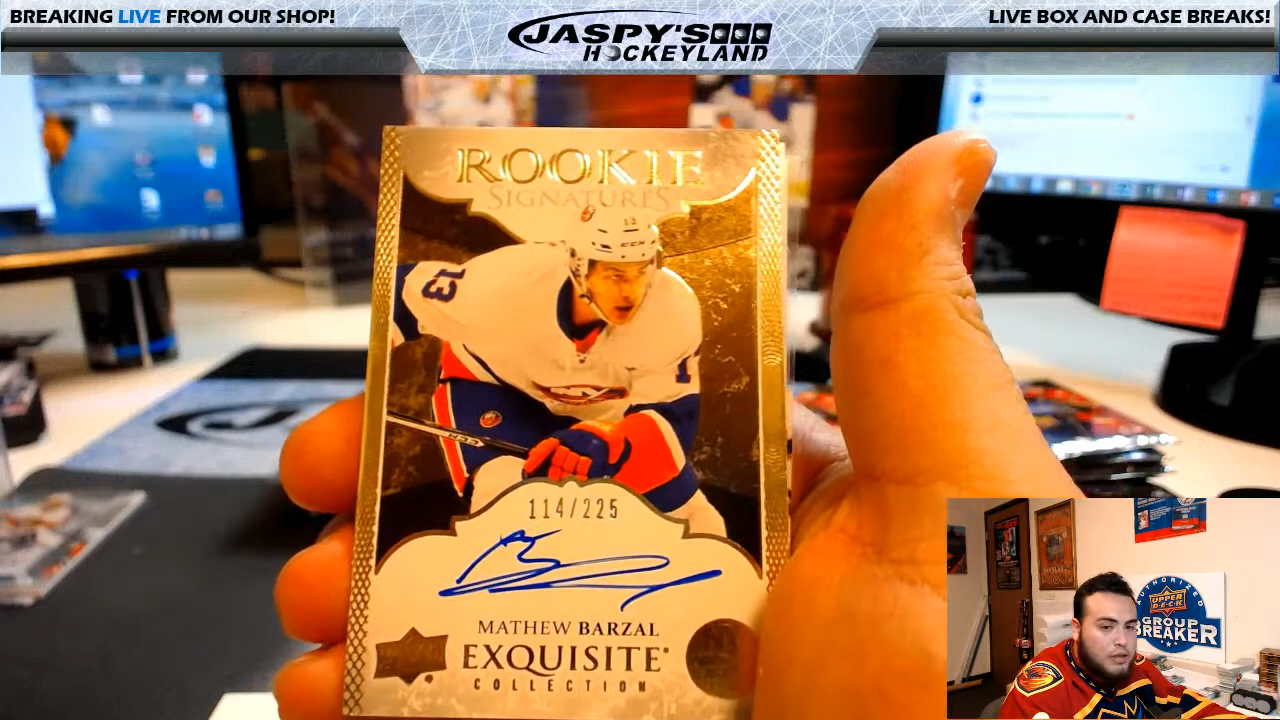 BREAKING LIVE FROM OUR SHOP!
JASPY'S
HOCKEYLAND
LIVE BOX AND CASE BREAKS!
ROOKIE
SIGNATURES
13
13
114/225
MATHEW BARZAL
EXQUISITE
COLLECTION
AUTHORIZED
UPPER
DECK
GROUP
BREAKER